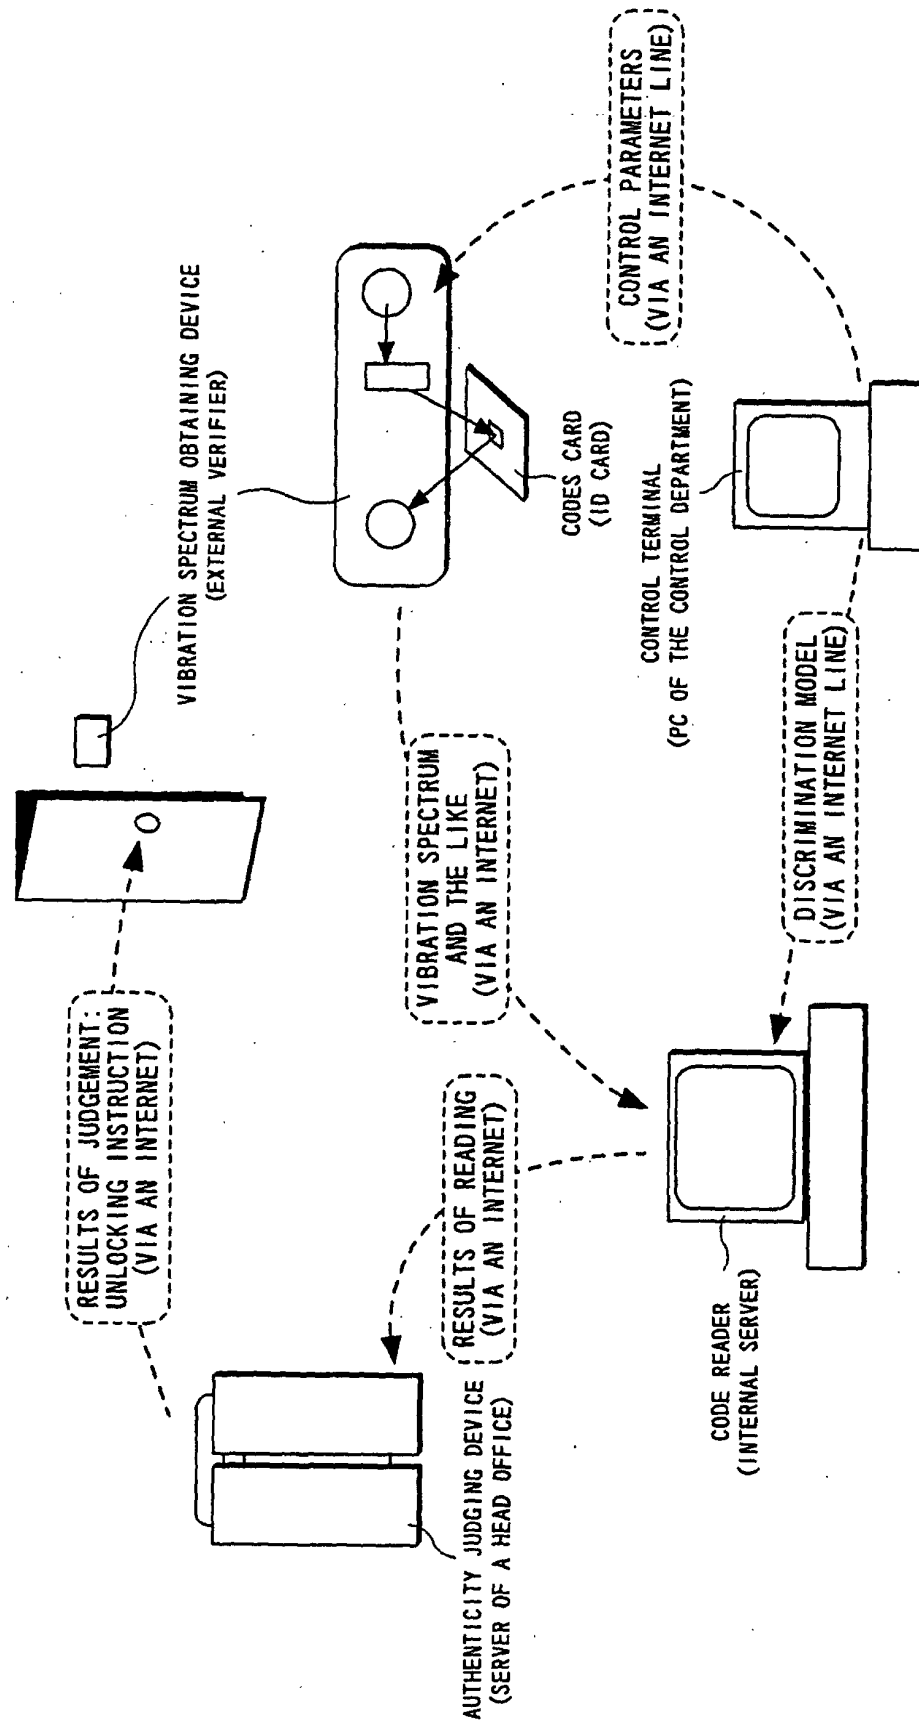 RESULTS OF JUDGEMENT:
UNLOCKING INSTRUCTION
(VIA AN INTERNET)
VIBRATION SPECTRUM OBTAINING DEVICE
(EXTERNAL VERIFIER)
AUTHENTICITY JUDGING DEVICE
(SERVER OF A HEAD OFFICE)
RESULTS OF READING
(VIA AN INTERNET)
VIBRATION SPECTRUM
AND THE LIKE
(VIA AN INTERNET)
CODES CARD
(ID CARD)
CONTROL PARAMETERS
(VIA AN INTERNET LINE)
CODE READER
(INTERNAL SERVER)
DISCRIMINATION MODEL
(VIA AN INTERNET LINE)
CONTROL TERMINAL
(PC OF THE CONTROL DEPARTMENT)